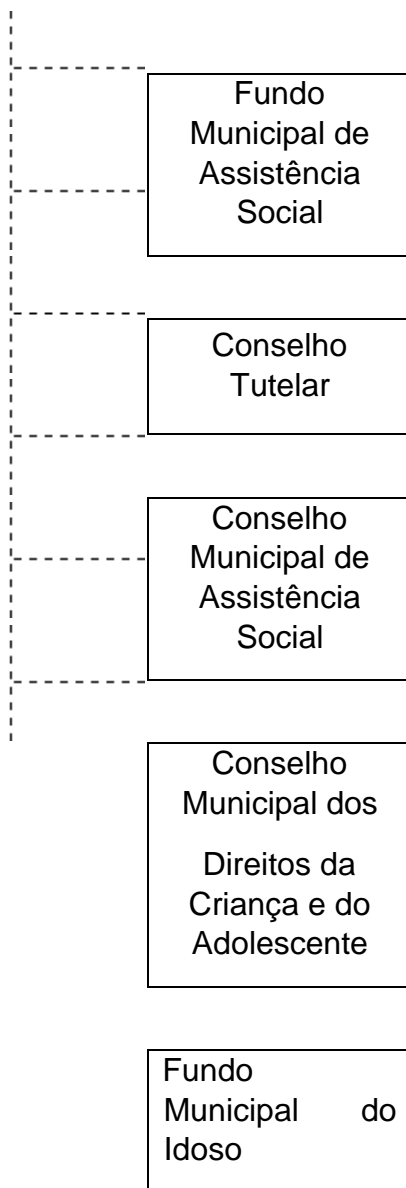 Fundo
Municipal de
Assistência
Social
Conselho
Tutelar
Conselho
Municipal de
Assistência
Social
Conselho
Municipal dos
Direitos da
Criança e do
Adolescente
Fundo
Municipal do
Idoso